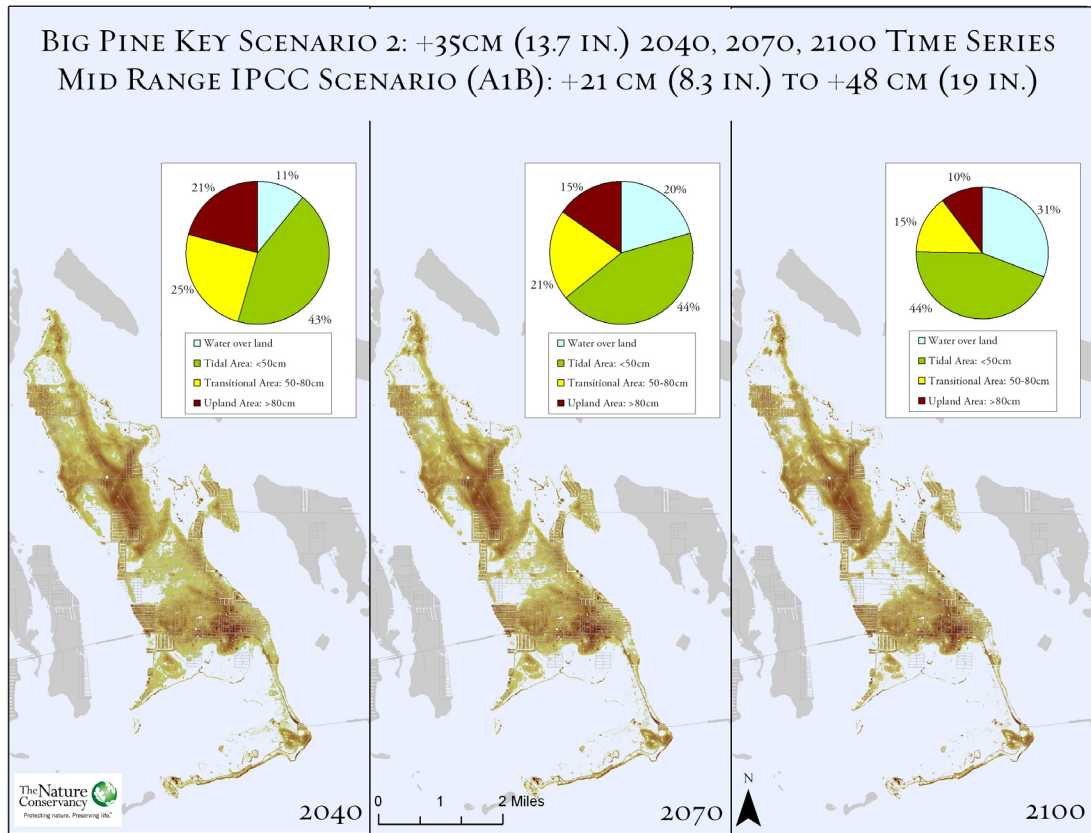 Big Pine Key Scenario 2: +35cm (13.7 in.) 2040, 2070, 2100 Time Series
Mid Range IPCC Scenario (A1B): +21 cm (8.3 in.) to +48 cm (19 in.)
21%
11%
25%
43%
Water over land
Tidal Area: <50cm
Transitional Area: 50-80cm
Upland Area: >80cm
15%
20%
21%
44%
Water over land
Tidal Area: <50cm
Transitional Area: 50-80cm
Upland Area: >80cm
10%
31%
15%
44%
Water over land
Tidal Area: <50cm
Transitional Area: 50-80cm
Upland Area: >80cm
The Nature
Conservancy
Protecting nature. Preserving life.™
2040
0 1 2 Miles
2070
N
2100